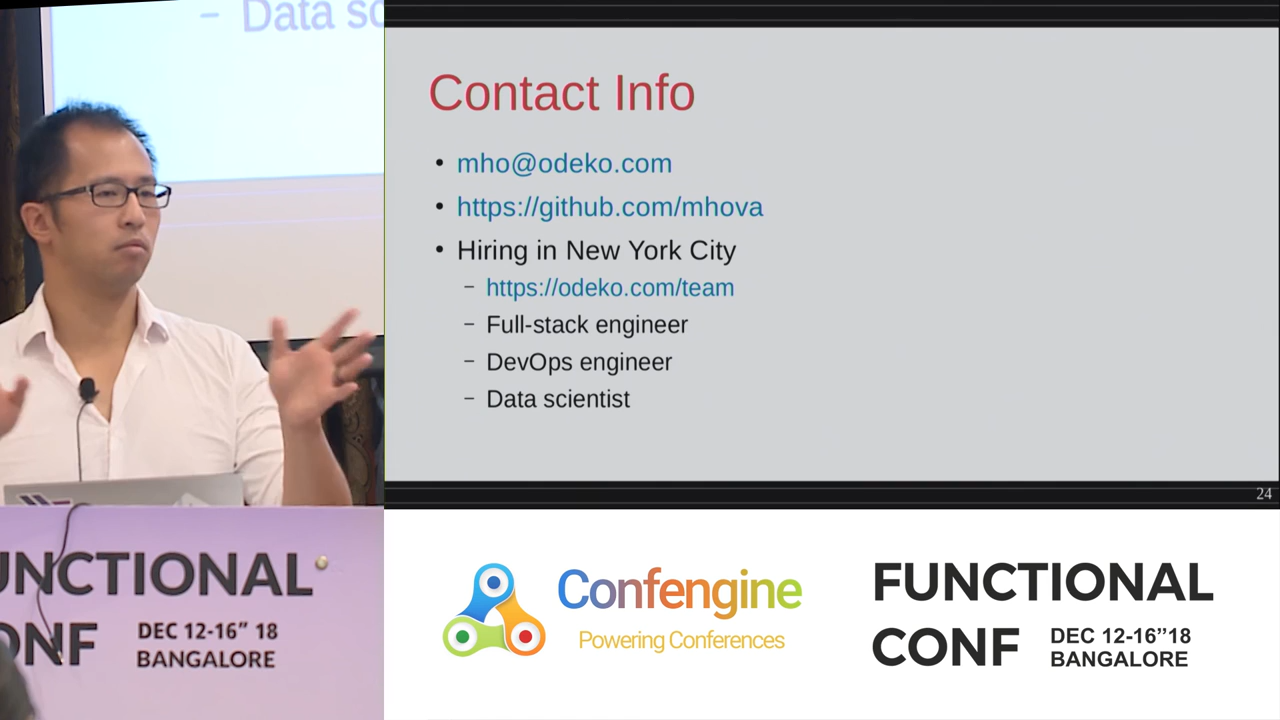 Data sc
Contact Info
• mho@odeko.com
• https://github.com/mhova
• Hiring in New York City
– https://odeko.com/team
– Full-stack engineer
– DevOps engineer
– Data scientist
24
UNCTIONAL
ONF DEC 12-16” 18
BANGALORE
Confengine
Powering Conferences
FUNCTIONAL
CONF DEC 12-16”18
BANGALORE